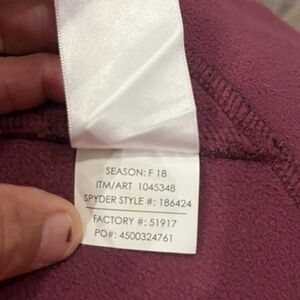 SEASON: F 18
ITM/ART 1045348
SPYDER STYLE #: 186424
FACTORY #: 51917
PO#: 4500324761